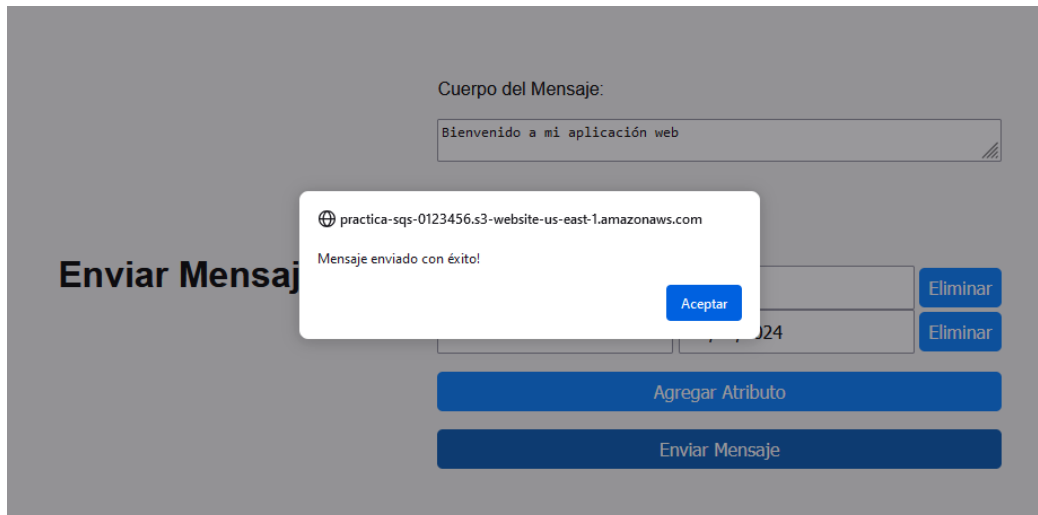 Cuerpo del Mensaje:
Bienvenido a mi aplicación web
practica-sqs-0123456.s3-website-us-east-1.amazonaws.com
Mensaje enviado con éxito!
Aceptar
Enviar Mensaj
Eliminar
Eliminar
Agregar Atributo
Enviar Mensaje